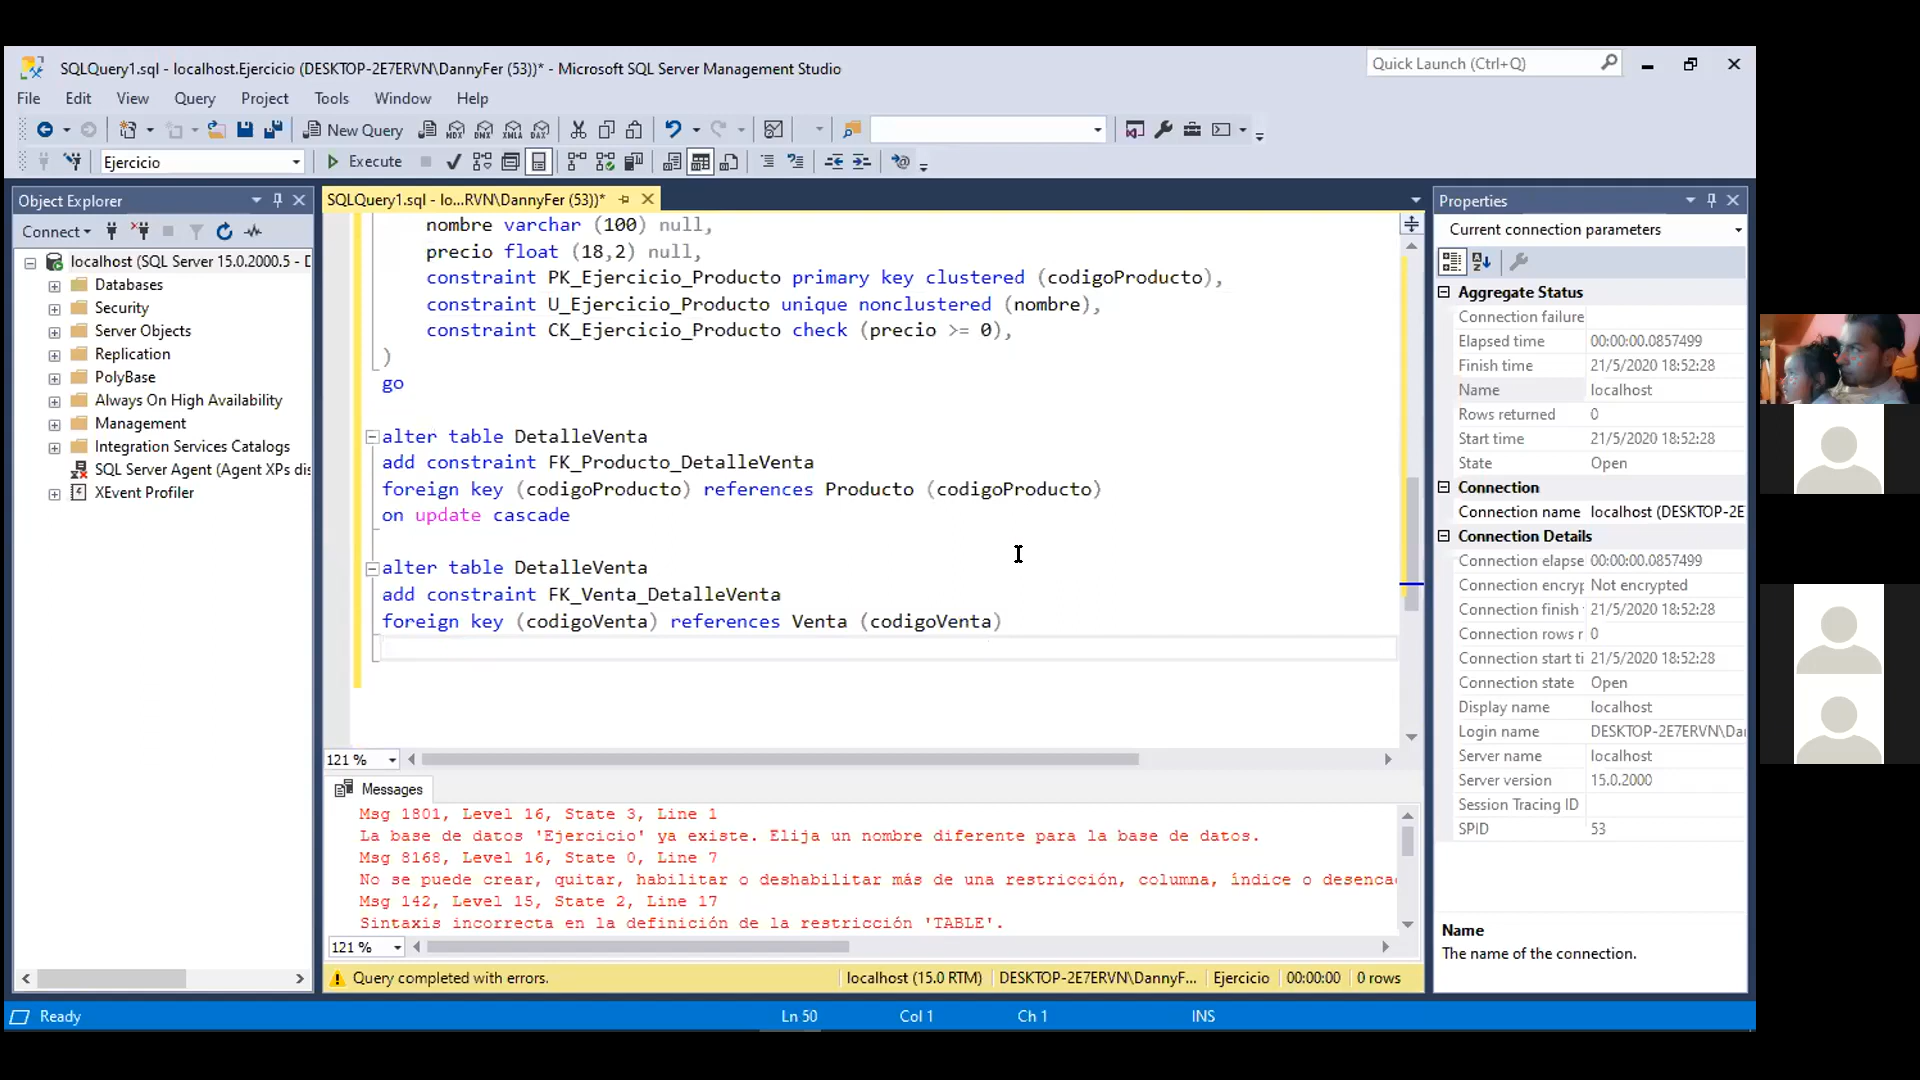 SQLQuery1.sql - localhost.Ejercicio (DESKTOP-2E7ERVN\DannyFer (53))* - Microsoft SQL Server Management Studio
Quick Launch (Ctrl+Q)
File Edit View Query Project Tools Window Help
New Query
MDX DMX XMLA DAX
Ejercicio
Execute
Object Explorer
Connect
localhost (SQL Server 15.0.2000.5 - D
Databases
Security
Server Objects
Replication
PolyBase
Always On High Availability
Management
Integration Services Catalogs
SQL Server Agent (Agent XPs dis
XEvent Profiler
SQLQuery1.sql - lo...RVN\DannyFer (53))*
nombre varchar (100) null,
precio float (18,2) null,
constraint PK_Ejercicio_Producto primary key clustered (codigoProducto),
constraint U_Ejercicio_Producto unique nonclustered (nombre),
constraint CK_Ejercicio_Producto check (precio >= 0),
)
go
alter table DetalleVenta
add constraint FK_Producto_DetalleVenta
foreign key (codigoProducto) references Producto (codigoProducto)
on update cascade
alter table DetalleVenta
add constraint FK_Venta_DetalleVenta
foreign key (codigoVenta) references Venta (codigoVenta)
121 %
Messages
Msg 1801, Level 16, State 3, Line 1
La base de datos 'Ejercicio' ya existe. Elija un nombre diferente para la base de datos.
Msg 8168, Level 16, State 0, Line 7
No se puede crear, quitar, habilitar o deshabilitar más de una restricción, columna, índice o desenca
Msg 142, Level 15, State 2, Line 17
Sintaxis incorrecta en la definición de la restricción 'TABLE'.
121 %
Query completed with errors.
localhost (15.0 RTM)
DESKTOP-2E7ERVN\DannyF...
Ejercicio
00:00:00
0 rows
Properties
Current connection parameters
Aggregate Status
Connection failure
Elapsed time 00:00:00.0857499
Finish time 21/5/2020 18:52:28
Name localhost
Rows returned 0
Start time 21/5/2020 18:52:28
State Open
Connection
Connection name localhost (DESKTOP-2E
Connection Details
Connection elapse 00:00:00.0857499
Connection encryp Not encrypted
Connection finish 21/5/2020 18:52:28
Connection rows r 0
Connection start ti 21/5/2020 18:52:28
Connection state Open
Display name localhost
Login name DESKTOP-2E7ERVN\Da
Server name localhost
Server version 15.0.2000
Session Tracing ID
SPID 53
Name
The name of the connection.
Ready
Ln 50
Col 1
Ch 1
INS